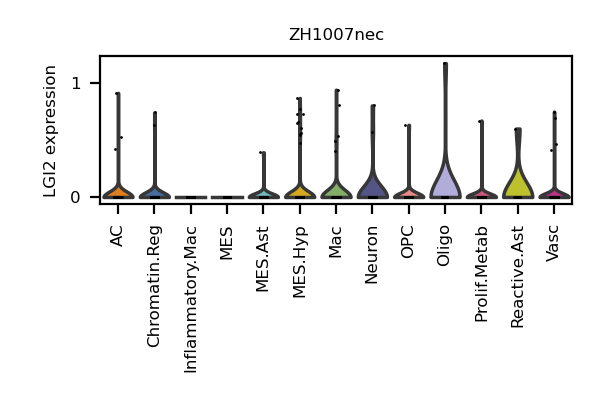 ZH1007nec
LGI2 expression
1
0
AC
Chromatin.Reg
Inflammatory.Mac
MES
MES.Ast
MES.Hyp
Mac
Neuron
OPC
Oligo
Prolif.Metab
Reactive.Ast
Vasc